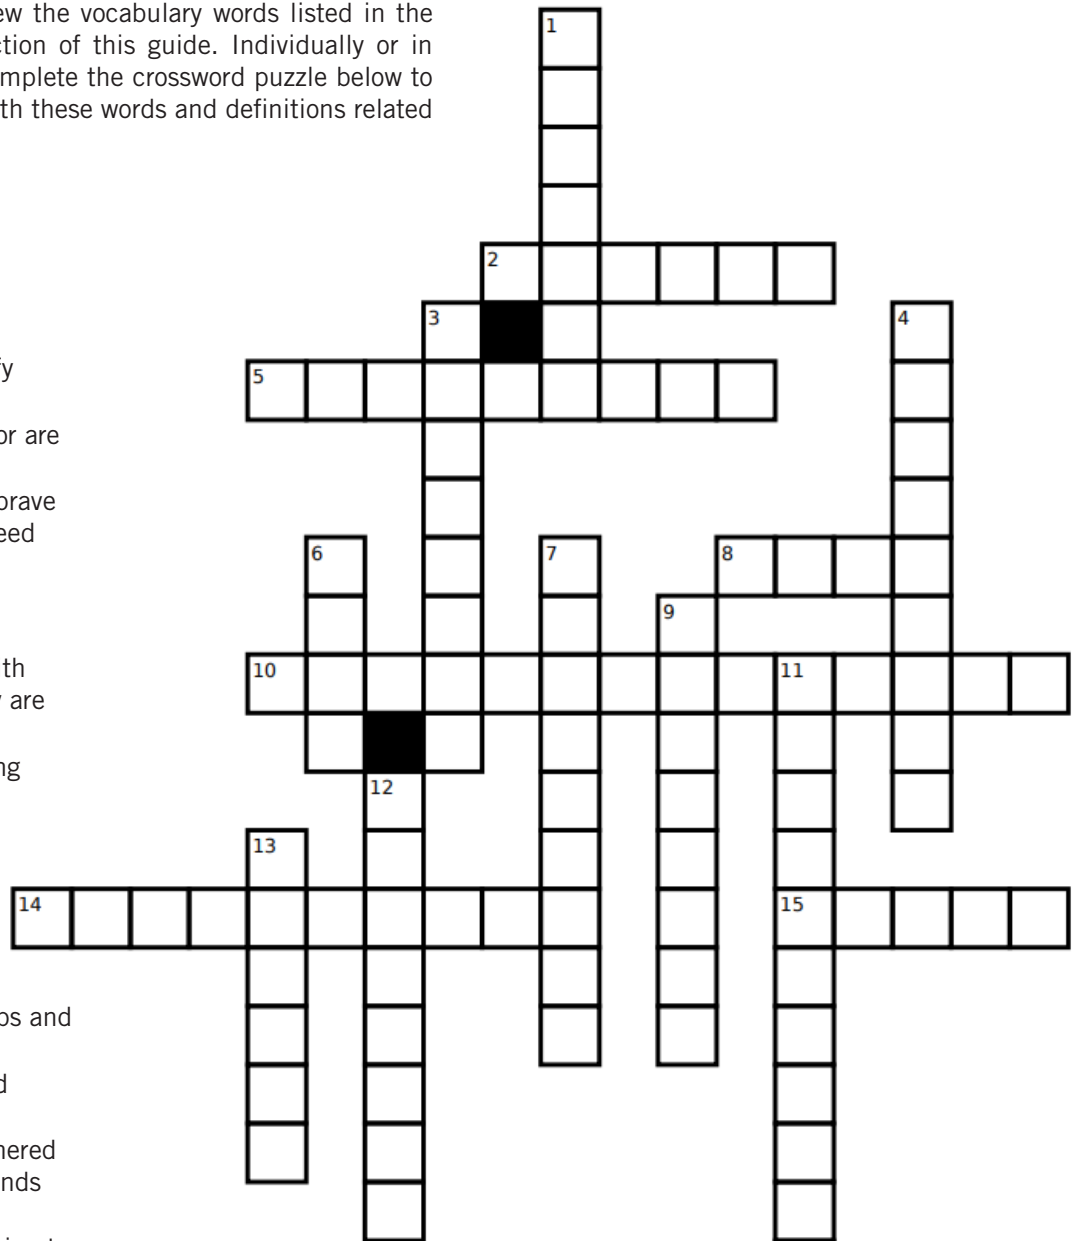 ew the vocabulary words listed in the
ction of this guide. Individually or in
mplete the crossword puzzle below to
th these words and definitions related
1
2
3
4
fy
5
or are
brave
eed
6
7
8
9
th
10
11
y are
ng
12
13
14
15
ps and
d
nered
nds